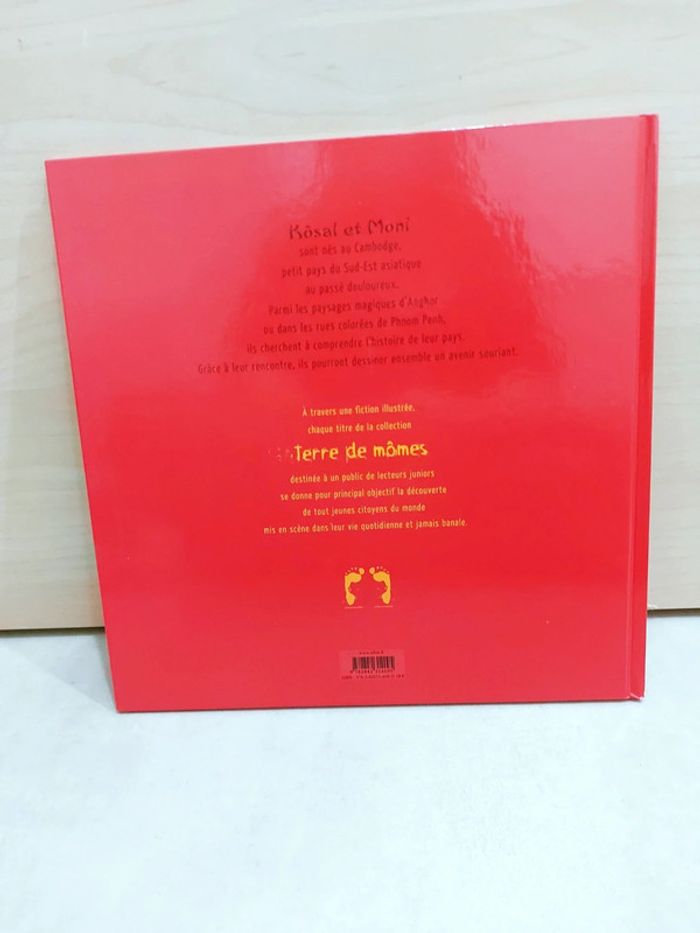 Kôsal et Moni
sont nés au Cambodge,
petit pays du Sud-Est asiatique
au passé douloureux.
Parmi les paysages magiques d'Angkor
ou dans les rues colorées de Phnom Penh,
ils cherchent à comprendre l'histoire de leur pays.
Grâce à leur rencontre, ils pourront dessiner ensemble un avenir souriant.
À travers une fiction illustrée,
chaque titre de la collection
Terre de mômes
destinée à un public de lecteurs juniors
se donne pour principal objectif la découverte
de tout jeunes citoyens du monde
mis en scène dans leur vie quotidienne et jamais banale.